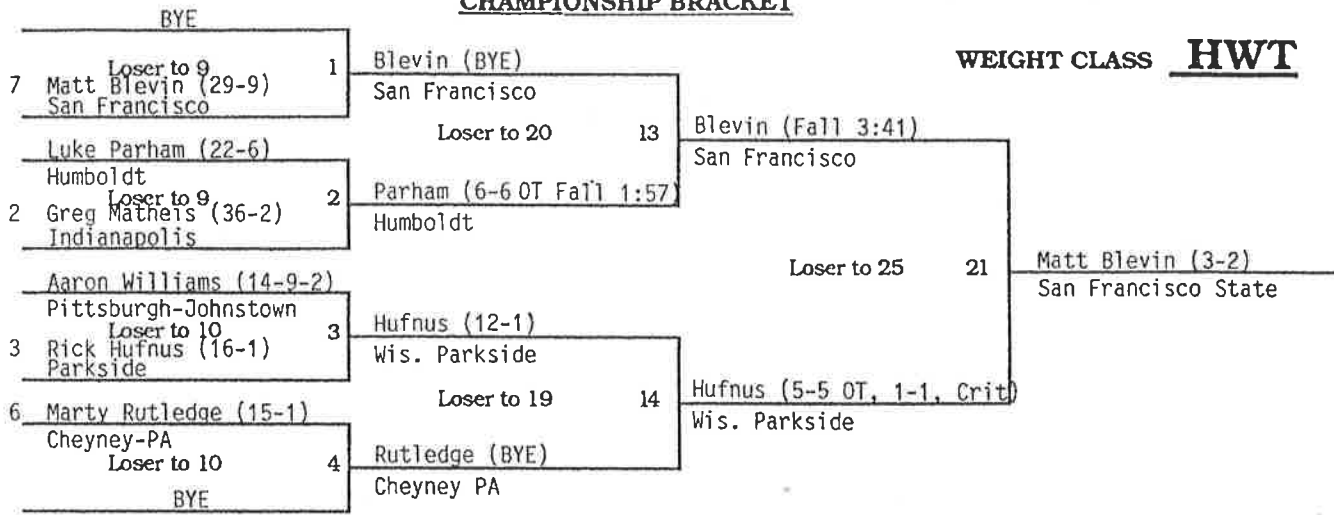 CHAMPIONSHIP BRACKET
WEIGHT CLASS HWT
BYE
Loser to 9 1
7 Matt Blevin (29-9)
San Francisco
Blevin (BYE)
San Francisco
Loser to 20 13
Luke Parham (22-6)
Humboldt
Loser to 9 2
2 Greg Matheis (36-2)
Indianapolis
Parham (6-6 OT Fall 1:57)
Humboldt
Blevin (Fall 3:41)
San Francisco
Loser to 25 21
Aaron Williams (14-9-2)
Pittsburgh-Johnstown
Loser to 10 3
3 Rick Hufnus (16-1)
Parkside
Hufnus (12-1)
Wis. Parkside
Loser to 19 14
6 Marty Rutledge (15-1)
Cheyney-PA
Loser to 10 4
BYE
Rutledge (BYE)
Cheyney PA
Hufnus (5-5 OT, 1-1, Crit)
Wis. Parkside
Matt Blevin (3-2)
San Francisco State